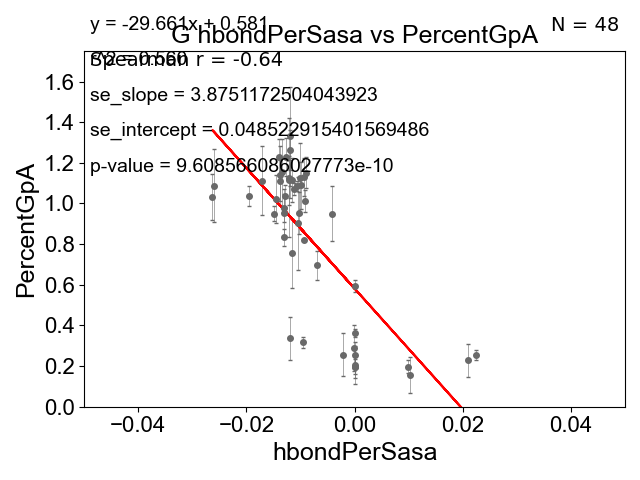 y = -29.661x + 0.581
N = 48
G hbondPerSasa vs PercentGpA
r^2 = 0.560
Spearman r = -0.64
se_slope = 3.8751172504043923
se_intercept = 0.048522915401569486
p-value = 9.608566086027773e-10
PercentGpA
1.6
1.4
1.2
1.0
0.8
0.6
0.4
0.2
0.0
−0.04 −0.02 0.00 0.02 0.04
hbondPerSasa